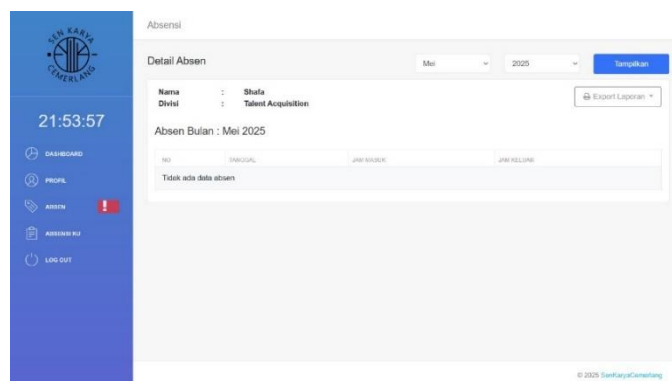 SEN KARYA
CEMERLANG
21:53:57
DASHBOARD
PROFIL
ABSEN !
ABSENSI KU
LOG OUT
Absensi
Detail Absen
Mei 2025 Tampilkan
Nama : Shafa
Divisi : Talent Acquisition
Export Laporan
Absen Bulan : Mei 2025
NO TANGGAL JAM MASUK JAM KELUAR
Tidak ada data absen
© 2025 SenKaryaCemerlang